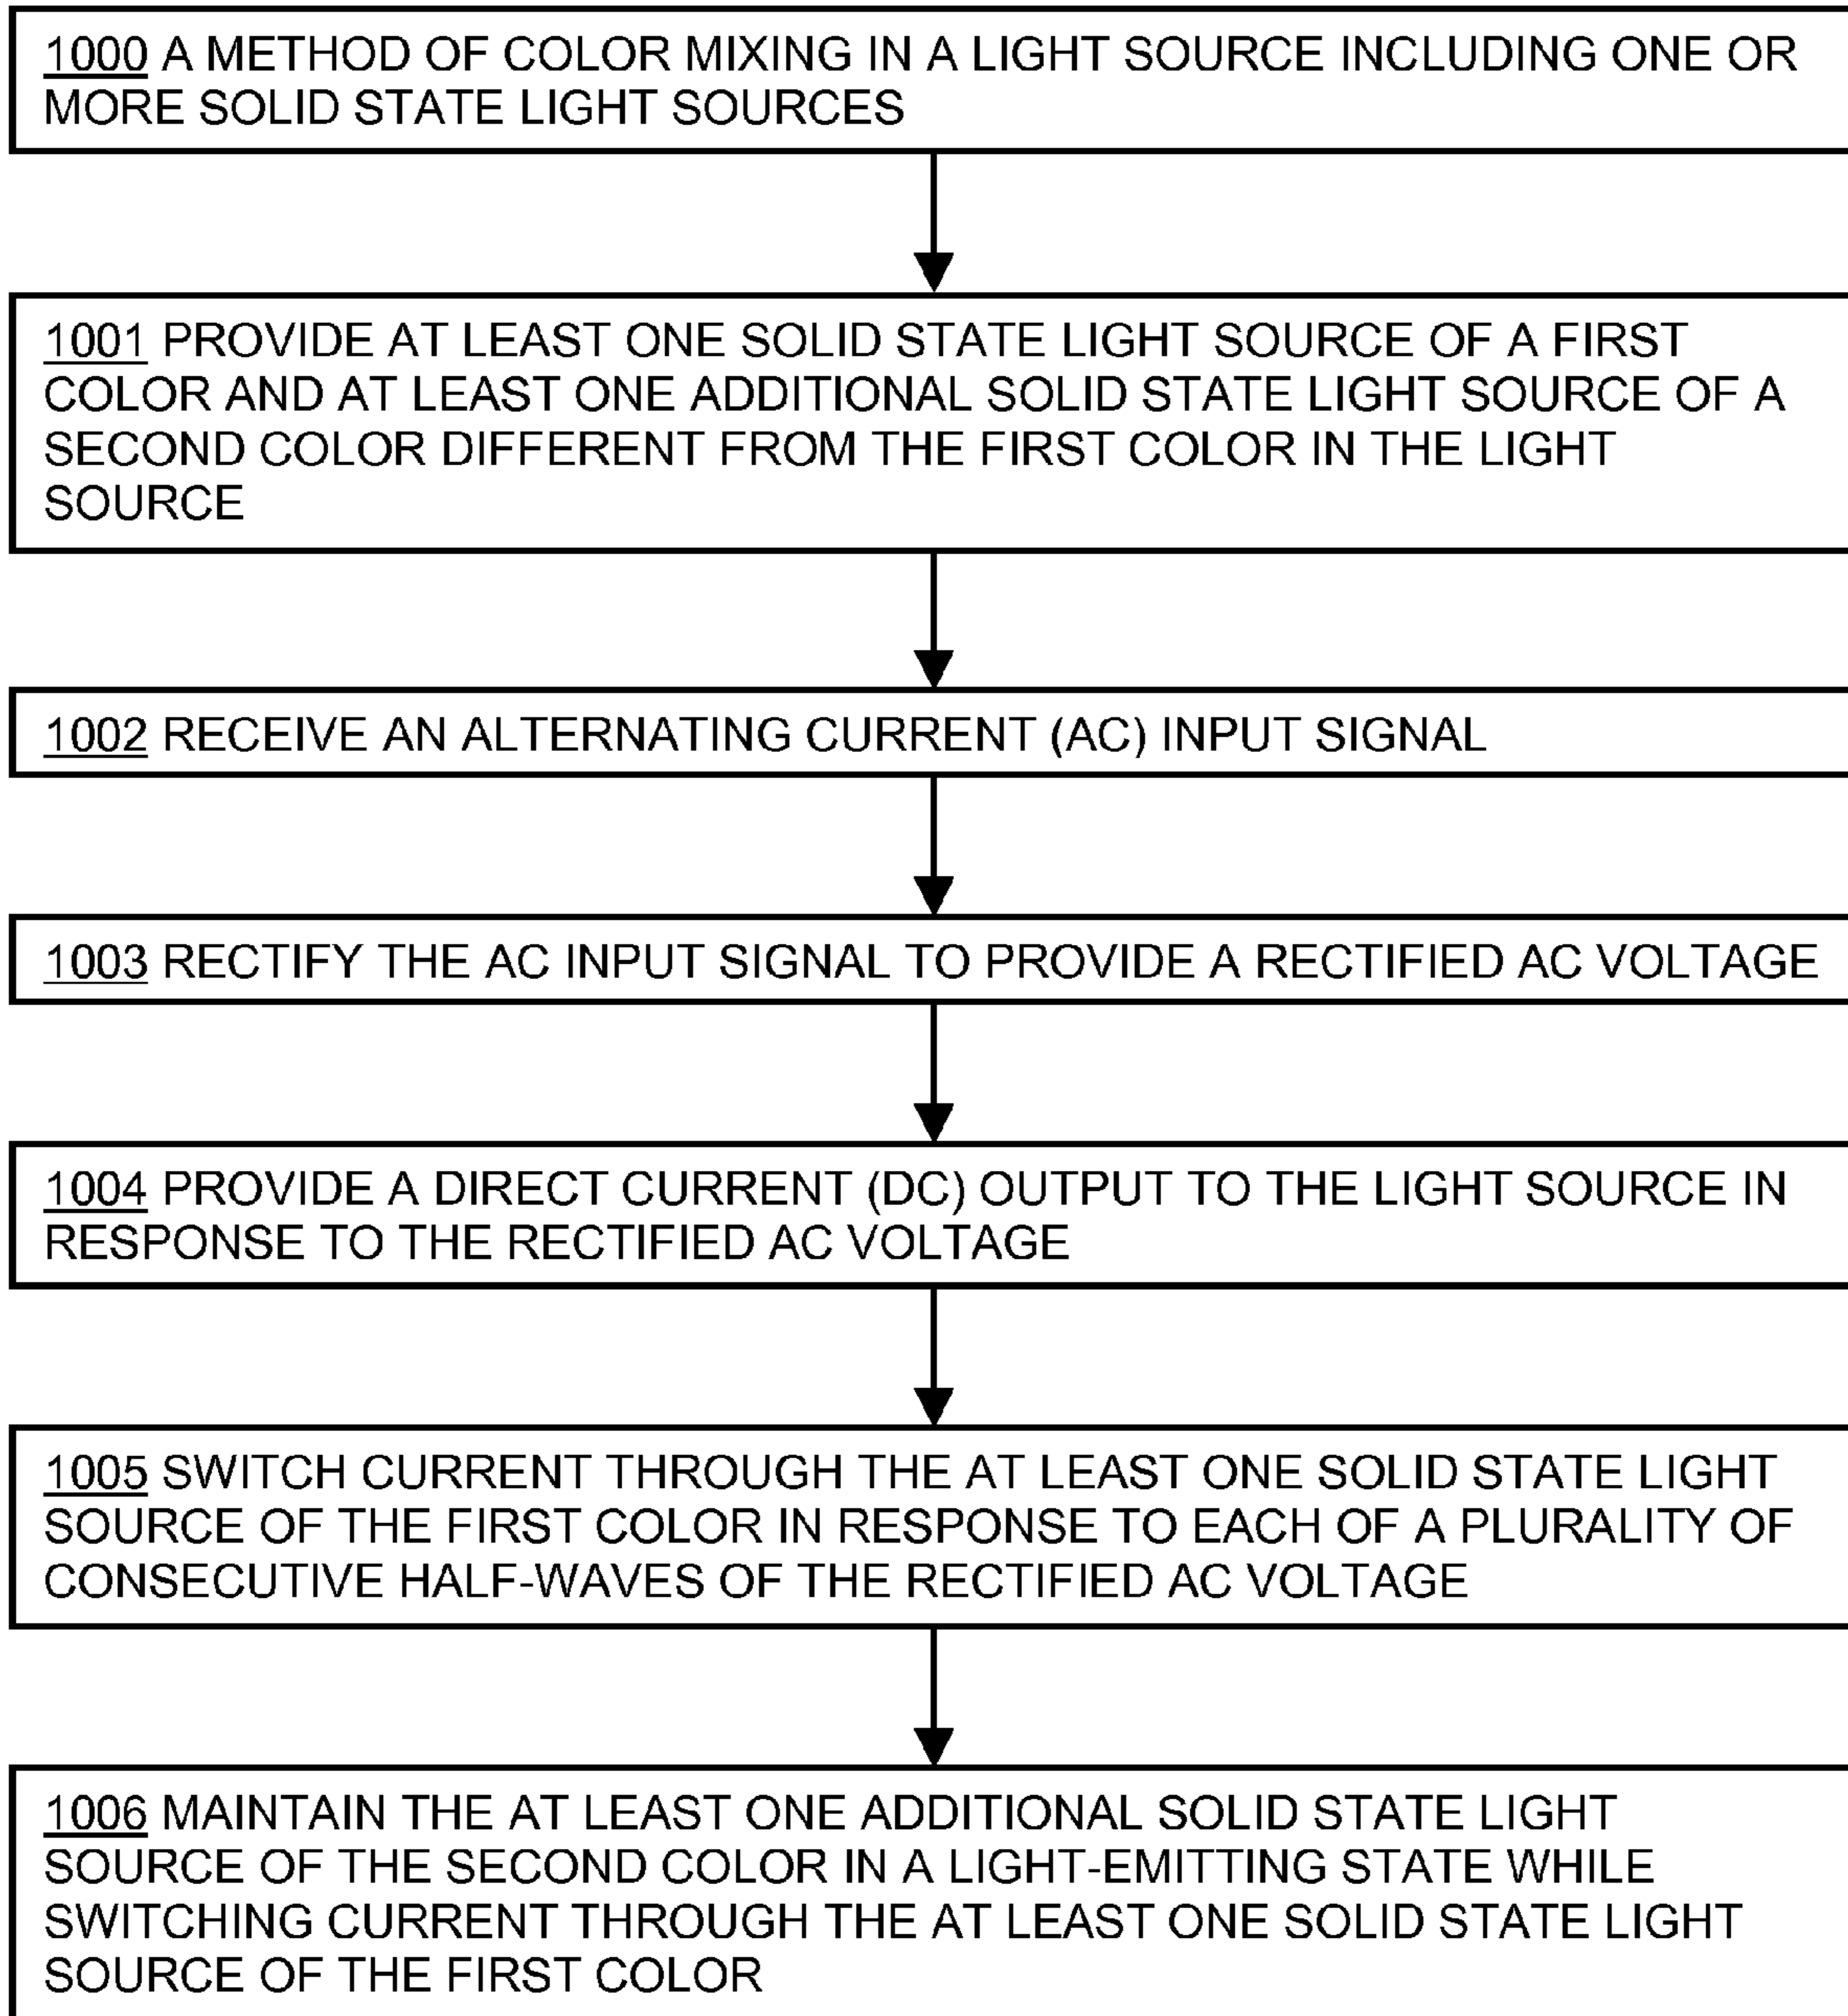 1000 A METHOD OF COLOR MIXING IN A LIGHT SOURCE INCLUDING ONE OR
MORE SOLID STATE LIGHT SOURCES
1001 PROVIDE AT LEAST ONE SOLID STATE LIGHT SOURCE OF A FIRST
COLOR AND AT LEAST ONE ADDITIONAL SOLID STATE LIGHT SOURCE OF A
SECOND COLOR DIFFERENT FROM THE FIRST COLOR IN THE LIGHT
SOURCE
1002 RECEIVE AN ALTERNATING CURRENT (AC) INPUT SIGNAL
1003 RECTIFY THE AC INPUT SIGNAL TO PROVIDE A RECTIFIED AC VOLTAGE
1004 PROVIDE A DIRECT CURRENT (DC) OUTPUT TO THE LIGHT SOURCE IN
RESPONSE TO THE RECTIFIED AC VOLTAGE
1005 SWITCH CURRENT THROUGH THE AT LEAST ONE SOLID STATE LIGHT
SOURCE OF THE FIRST COLOR IN RESPONSE TO EACH OF A PLURALITY OF
CONSECUTIVE HALF-WAVES OF THE RECTIFIED AC VOLTAGE
1006 MAINTAIN THE AT LEAST ONE ADDITIONAL SOLID STATE LIGHT
SOURCE OF THE SECOND COLOR IN A LIGHT-EMITTING STATE WHILE
SWITCHING CURRENT THROUGH THE AT LEAST ONE SOLID STATE LIGHT
SOURCE OF THE FIRST COLOR